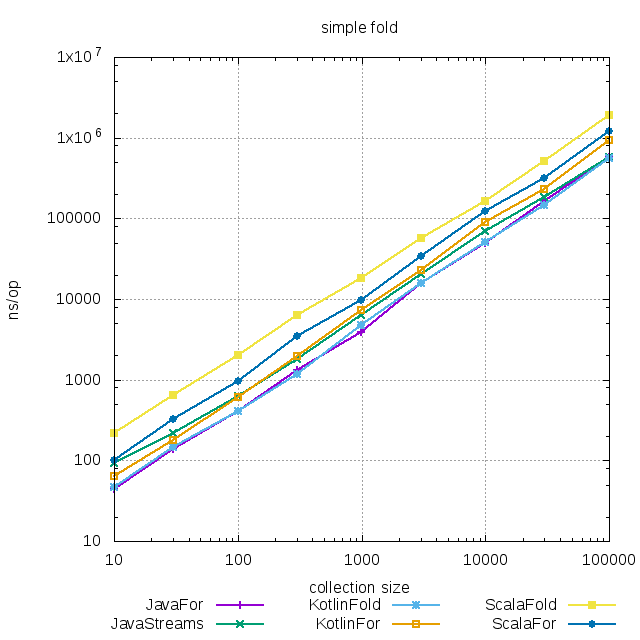 simple fold
1x10^7
1x10^6
100000
10000
1000
100
10
ns/op
10 100 1000 10000 100000
collection size
JavaFor KotlinFold ScalaFold
JavaStreams KotlinFor ScalaFor